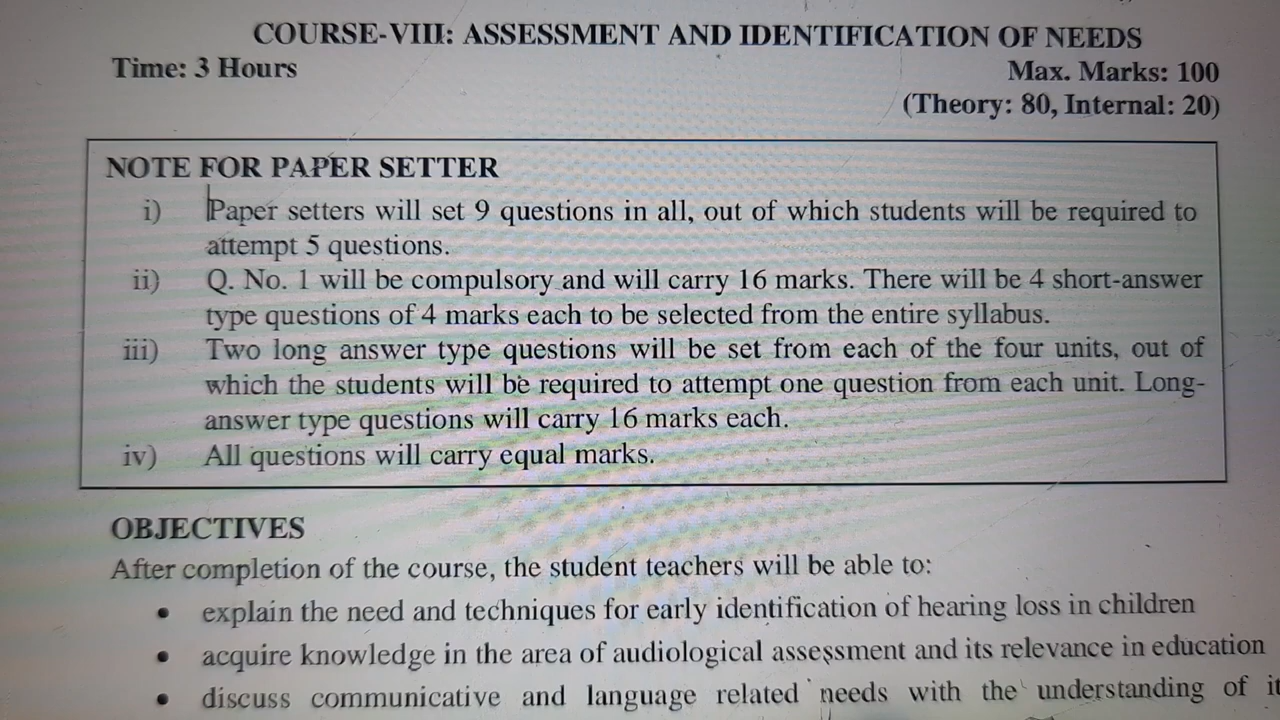 COURSE-VIII: ASSESSMENT AND IDENTIFICATION OF NEEDS
Time: 3 Hours
Max. Marks: 100
(Theory: 80, Internal: 20)
NOTE FOR PAPER SETTER
i) Paper setters will set 9 questions in all, out of which students will be required to
attempt 5 questions.
ii) Q. No. 1 will be compulsory and will carry 16 marks. There will be 4 short-answer
type questions of 4 marks each to be selected from the entire syllabus.
iii) Two long answer type questions will be set from each of the four units, out of
which the students will be required to attempt one question from each unit. Long-
answer type questions will carry 16 marks each.
iv) All questions will carry equal marks.
OBJECTIVES
After completion of the course, the student teachers will be able to:
• explain the need and techniques for early identification of hearing loss in children
• acquire knowledge in the area of audiological assessment and its relevance in education
• discuss communicative and language related needs with the understanding of